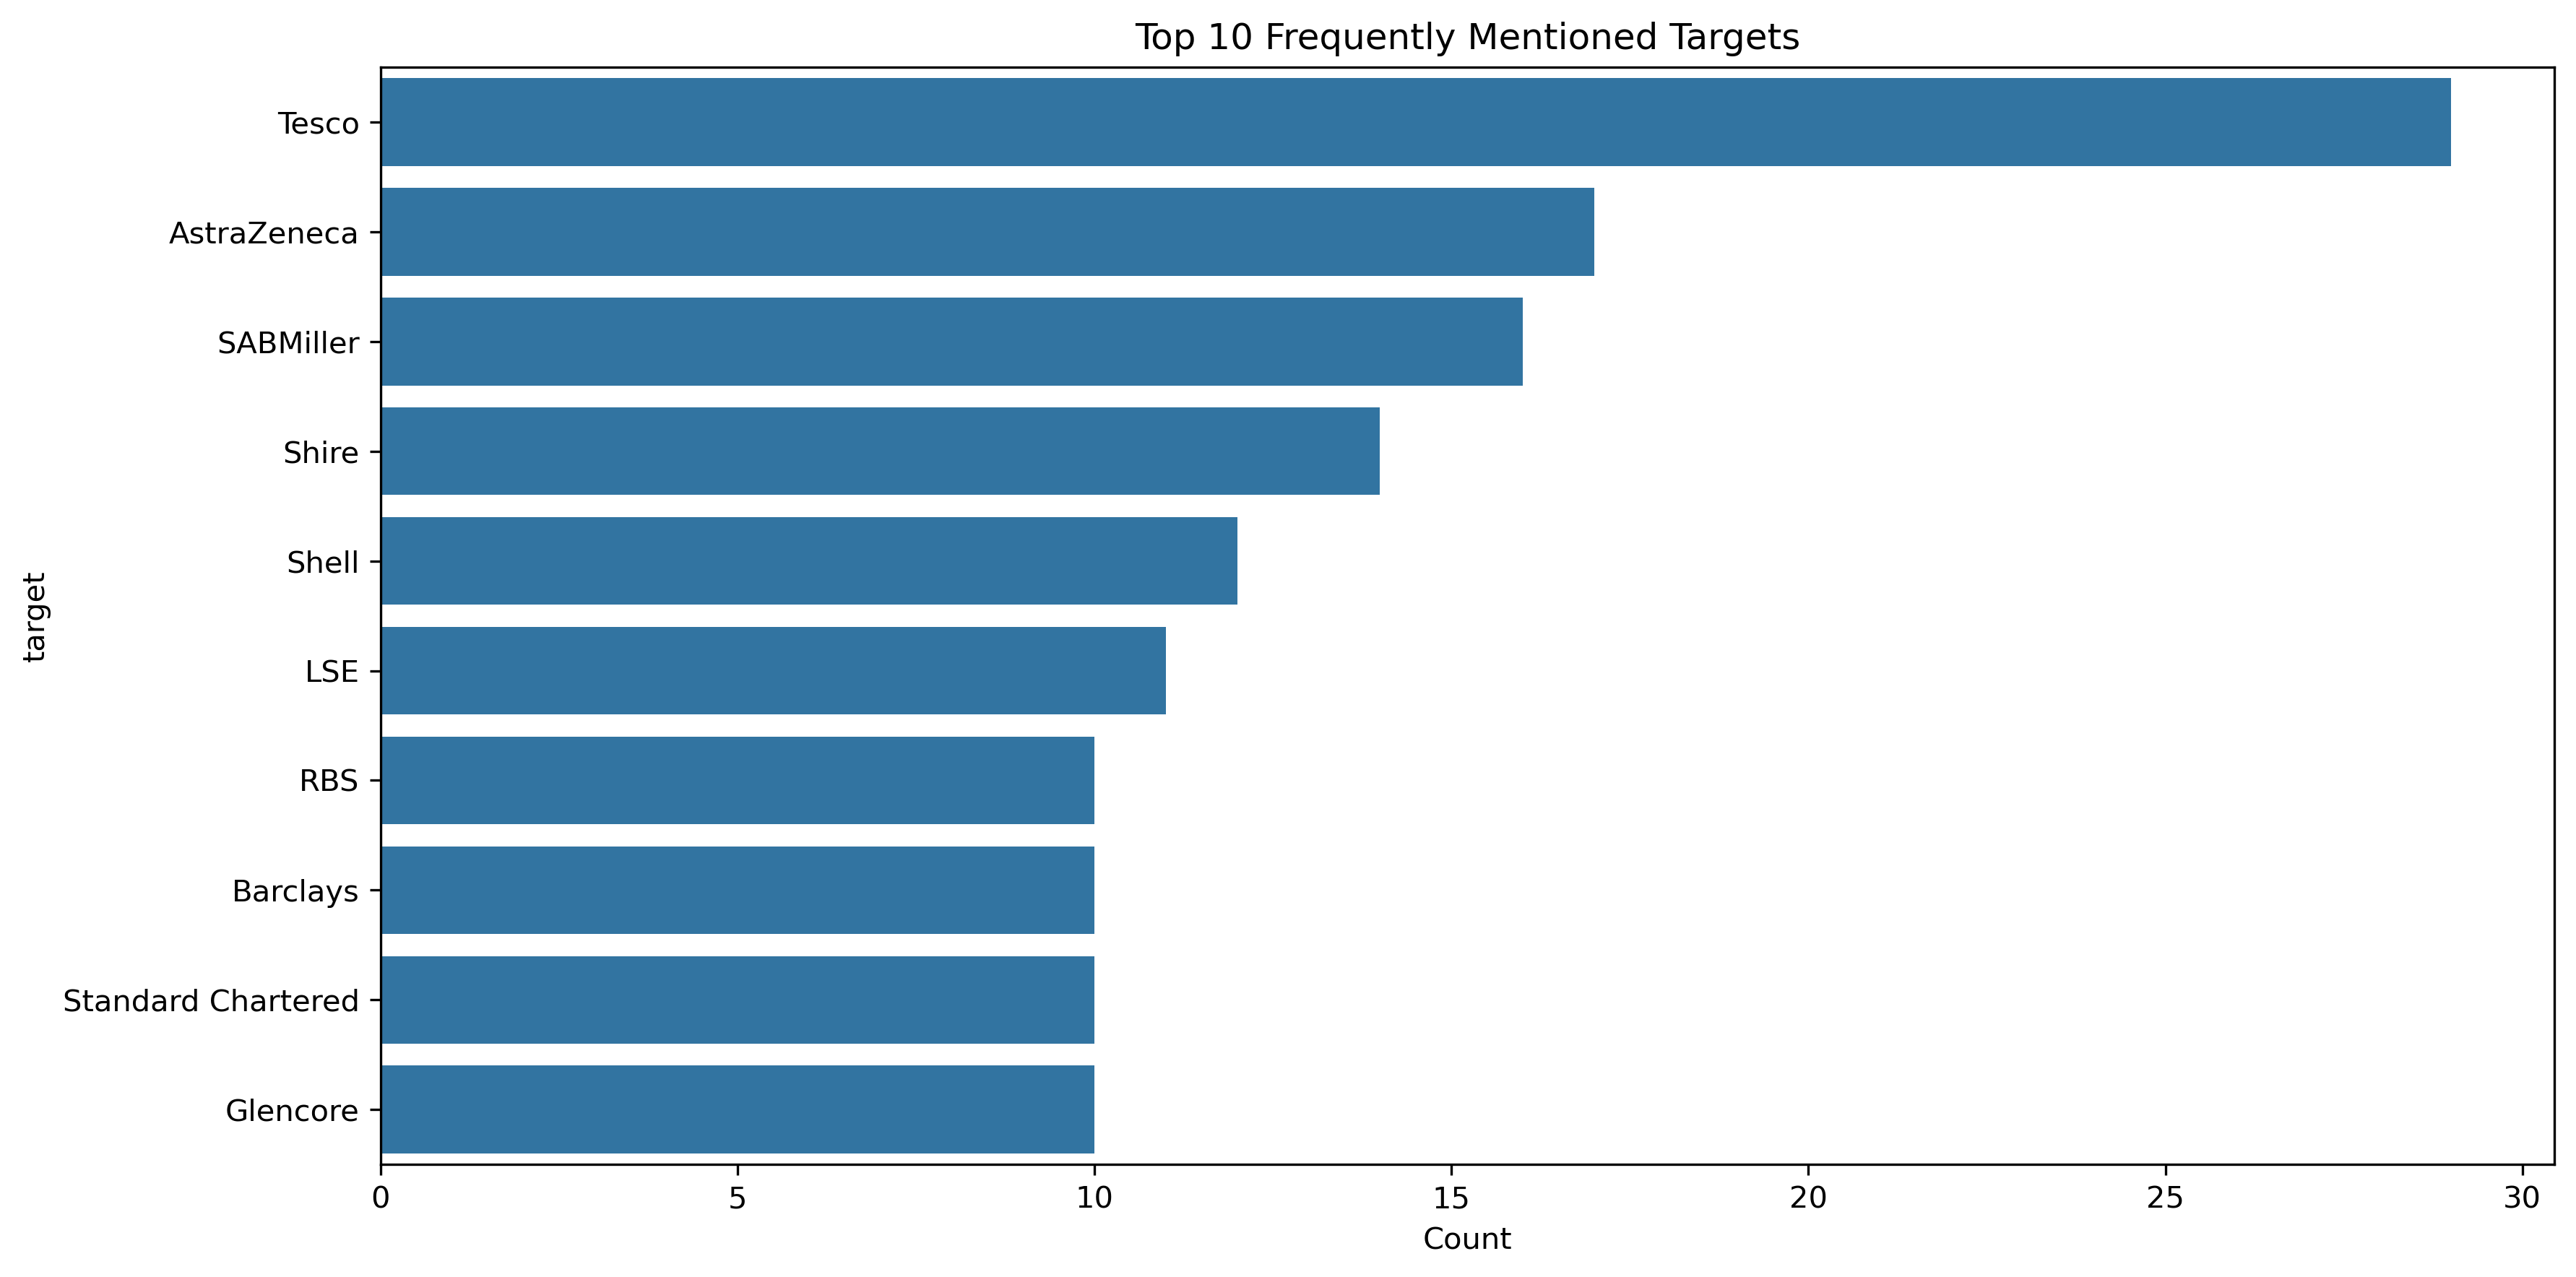 Top 10 Frequently Mentioned Targets
target
Tesco
AstraZeneca
SABMiller
Shire
Shell
LSE
RBS
Barclays
Standard Chartered
Glencore
0 5 10 15 20 25 30
Count